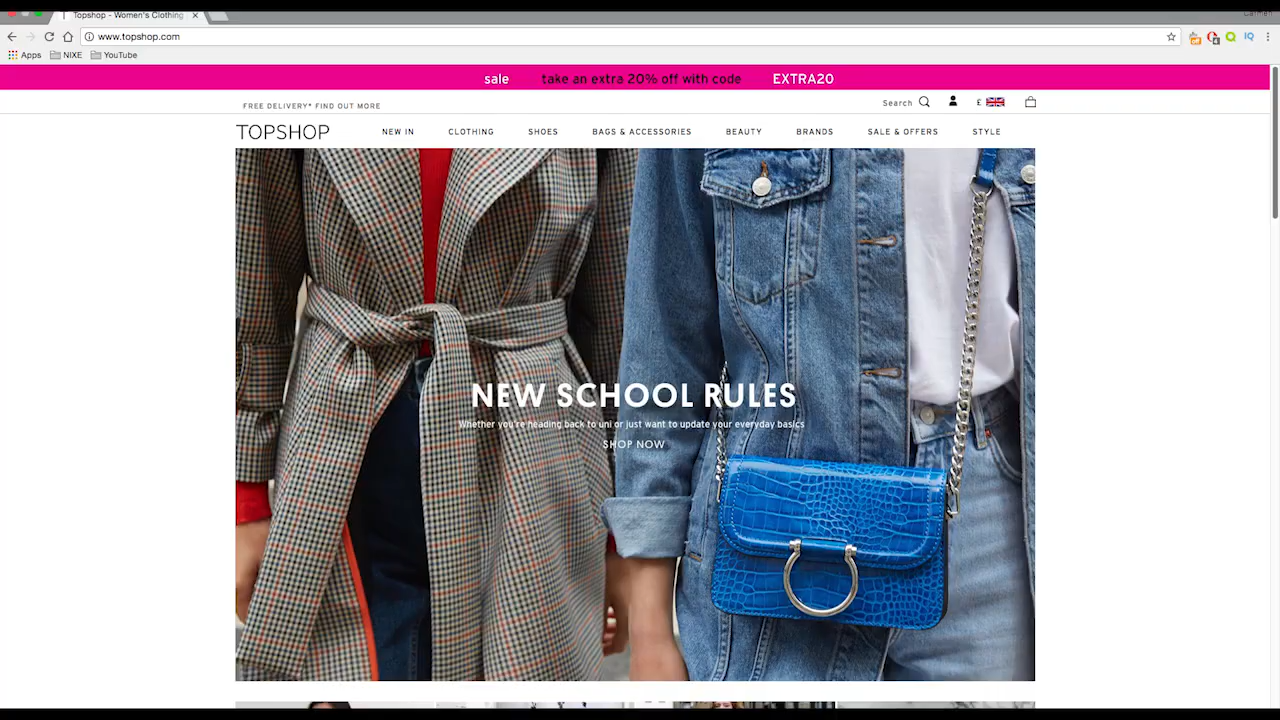 Topshop - Women's Clothing
www.topshop.com
Apps NIXE YouTube
sale take an extra 20% off with code EXTRA20
FREE DELIVERY* FIND OUT MORE
Search £
TOPSHOP NEW IN CLOTHING SHOES BAGS & ACCESSORIES BEAUTY BRANDS SALE & OFFERS STYLE
NEW SCHOOL RULES
Whether you're heading back to uni or just want to update your everyday basics
SHOP NOW